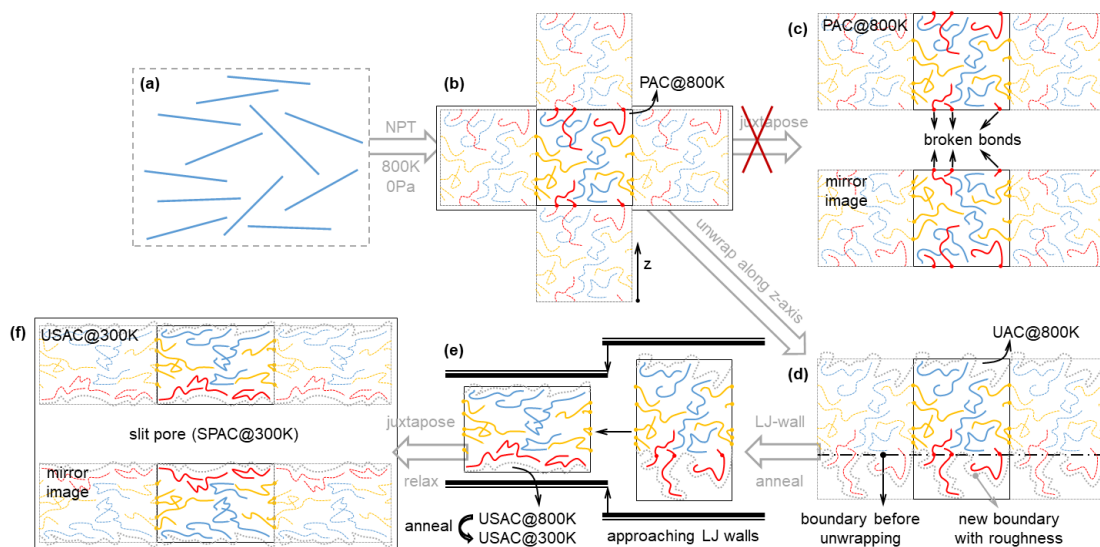 (a)
NPT
800K
0Pa
(b)
PAC@800K
z
juxtapose
(c)
PAC@800K
broken bonds
mirror
image
unwrap along z-axis
(d)
UAC@800K
LJ-wall
anneal
boundary before
unwrapping
new boundary
with roughness
(e)
approaching LJ walls
anneal
USAC@800K
USAC@300K
juxtapose
relax
(f)
USAC@300K
slit pore (SPAC@300K)
mirror
image